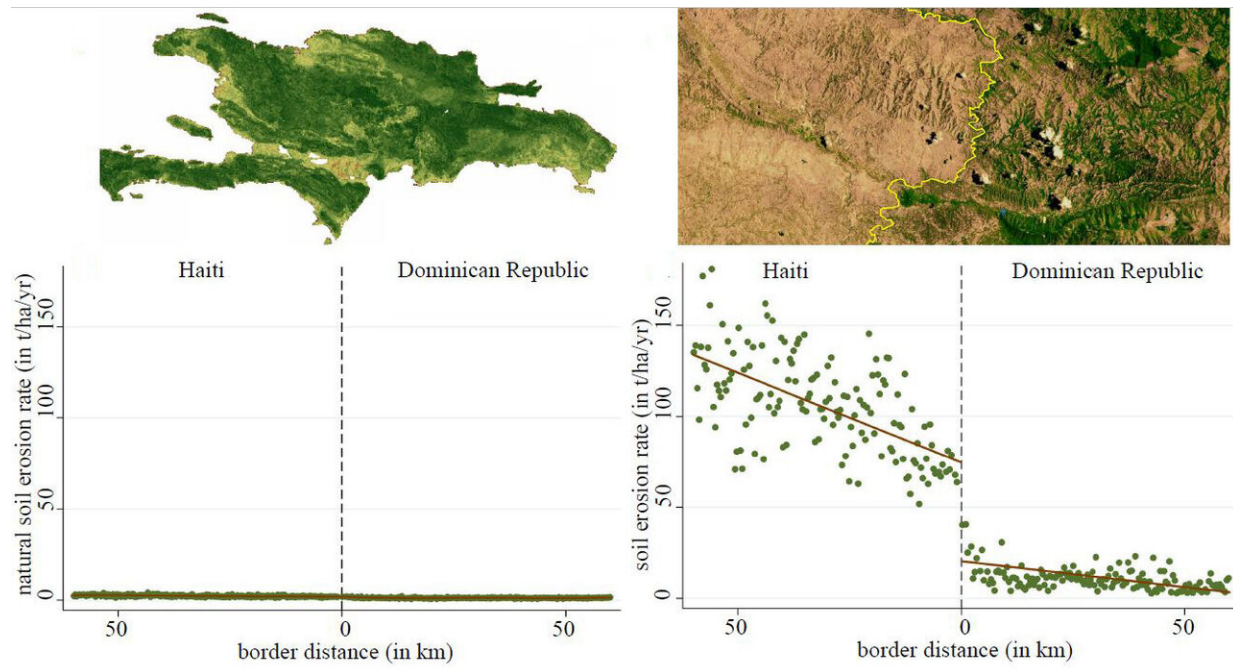 Haiti Dominican Republic
natural soil erosion rate (in t/ha/yr)
150
100
50
0
50 0 50
border distance (in km)
Haiti Dominican Republic
soil erosion rate (in t/ha/yr)
150
100
50
0
50 0 50
border distance (in km)